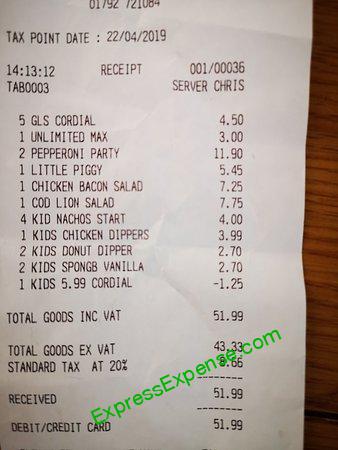 01792 721084
TAX POINT DATE : 22/04/2019
14:13:12 RECEIPT 001/00036
TAB0003 SERVER CHRIS
5 GLS CORDIAL 4.50
1 UNLIMITED MAX 3.00
2 PEPPERONI PARTY 11.90
1 LITTLE PIGGY 5.45
1 CHICKEN BACON SALAD 7.25
1 COD LION SALAD 7.75
4 KID NACHOS START 4.00
1 KIDS CHICKEN DIPPERS 3.99
2 KIDS DONUT DIPPER 2.70
2 KIDS SPONGB VANILLA 2.70
1 KIDS 5.99 CORDIAL -1.25
TOTAL GOODS INC VAT 51.99
TOTAL GOODS EX VAT 43.33
STANDARD TAX AT 20% 8.66
--------
RECEIVED 51.99
--------
DEBIT/CREDIT CARD 51.99
ExpressExpense.com